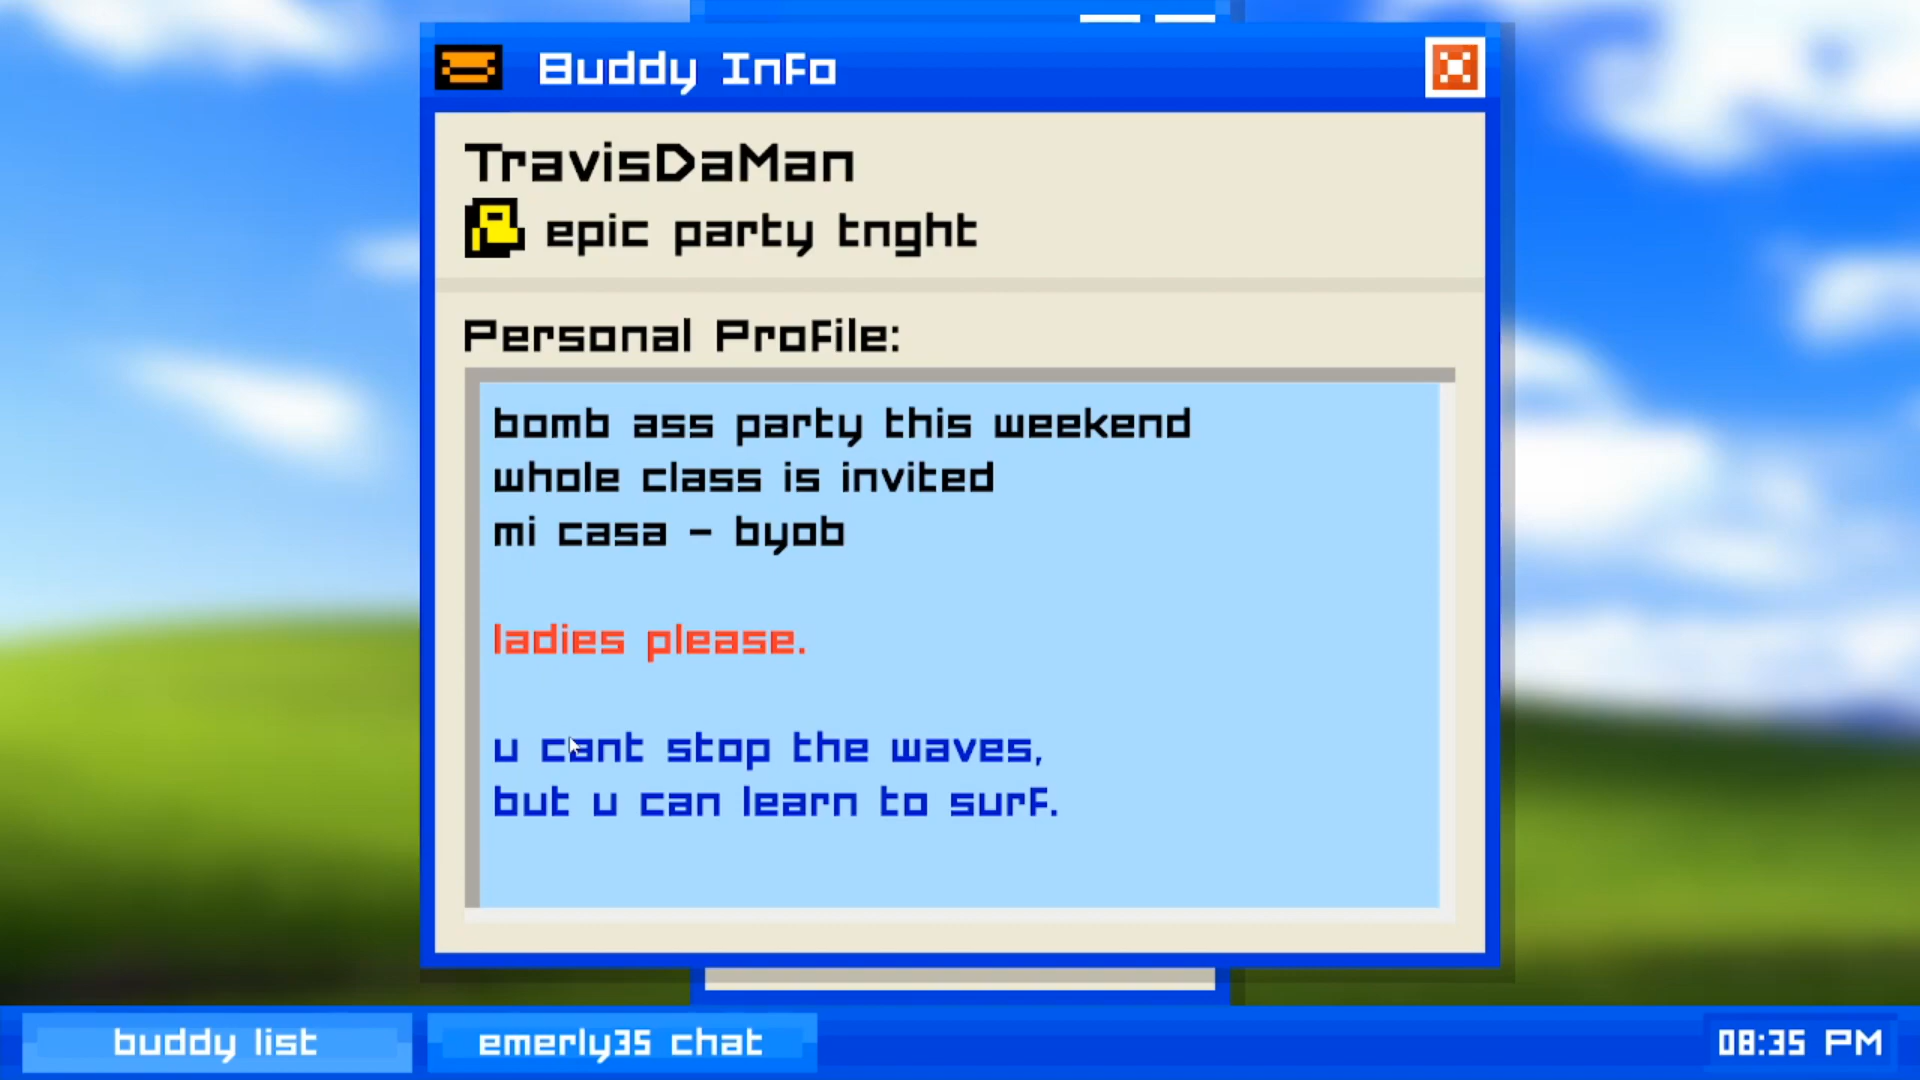 Buddy Info
TravisDaMan
epic party tnght
Personal Profile:
bomb ass party this weekend
whole class is invited
mi casa - byob
ladies please.
u cant stop the waves,
but u can learn to surf.
buddy list
emerly35 chat
08:35 PM